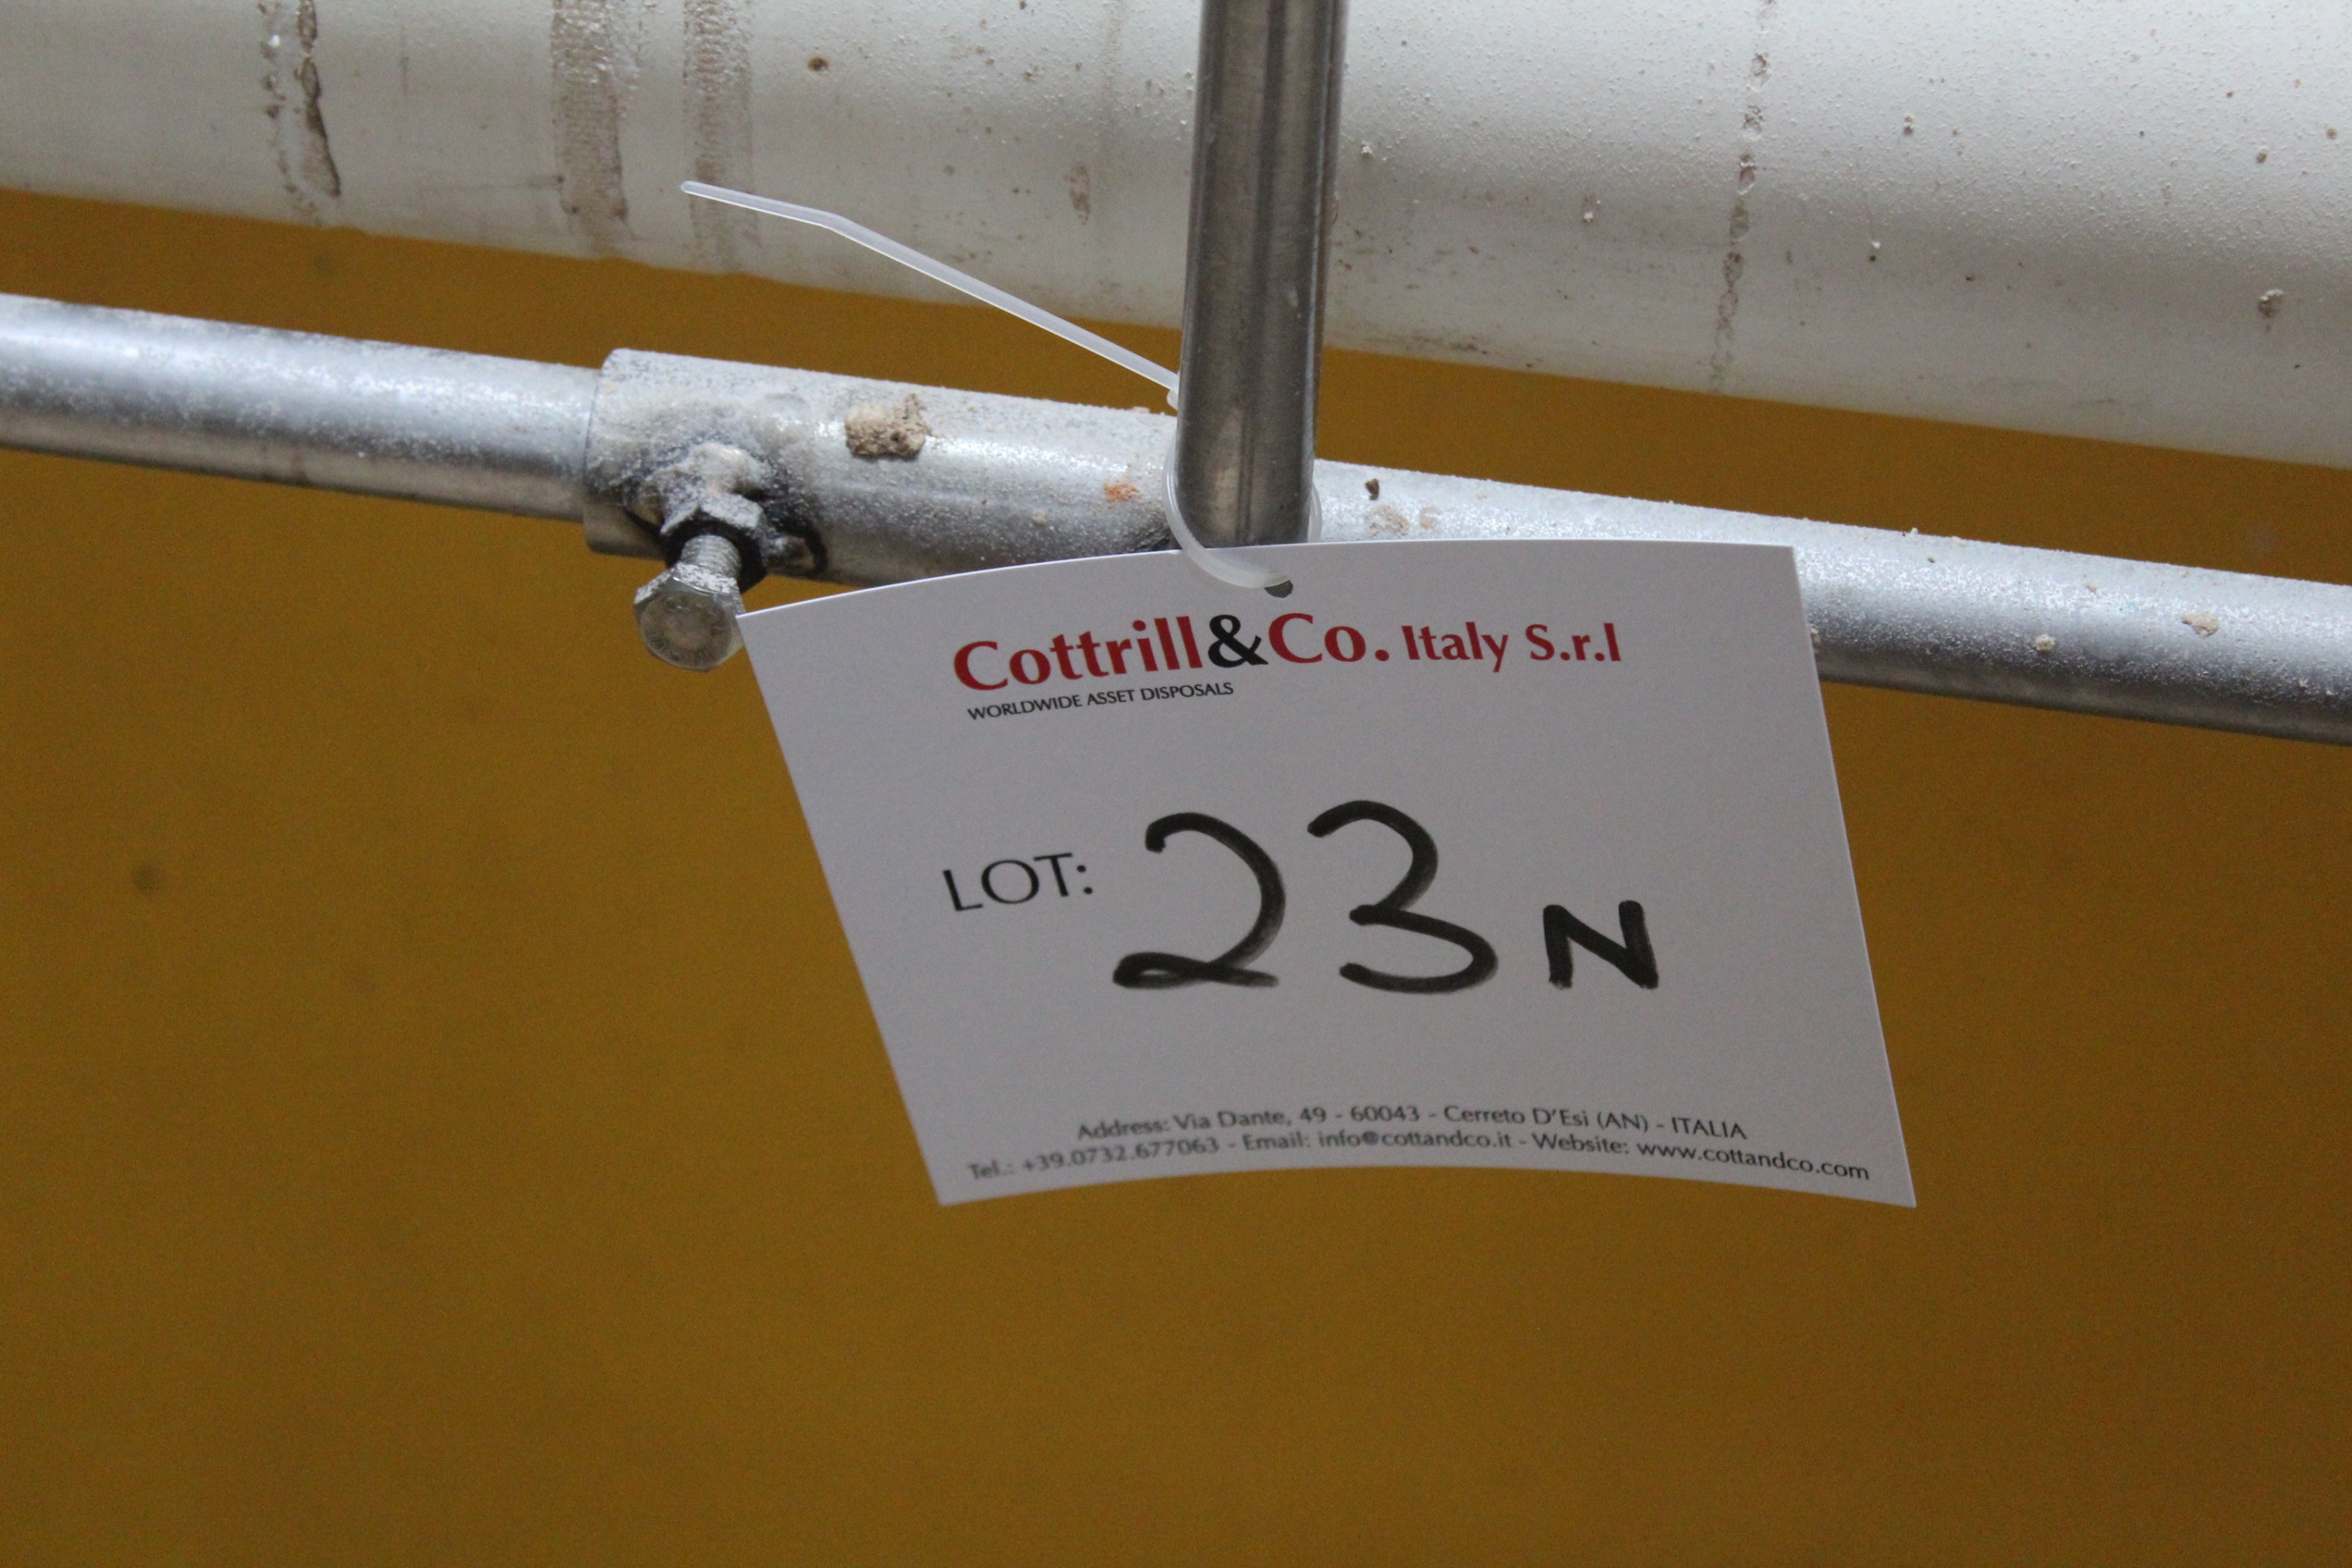 Cottrill&Co. Italy S.r.l
WORLDWIDE ASSET DISPOSALS
LOT: 23 N
Address: Via Dante, 49 - 60043 - Cerreto D'Esi (AN) - ITALIA
Tel.: +39.0732.677063 - Email: info@cottandco.it - Website: www.cottandco.com